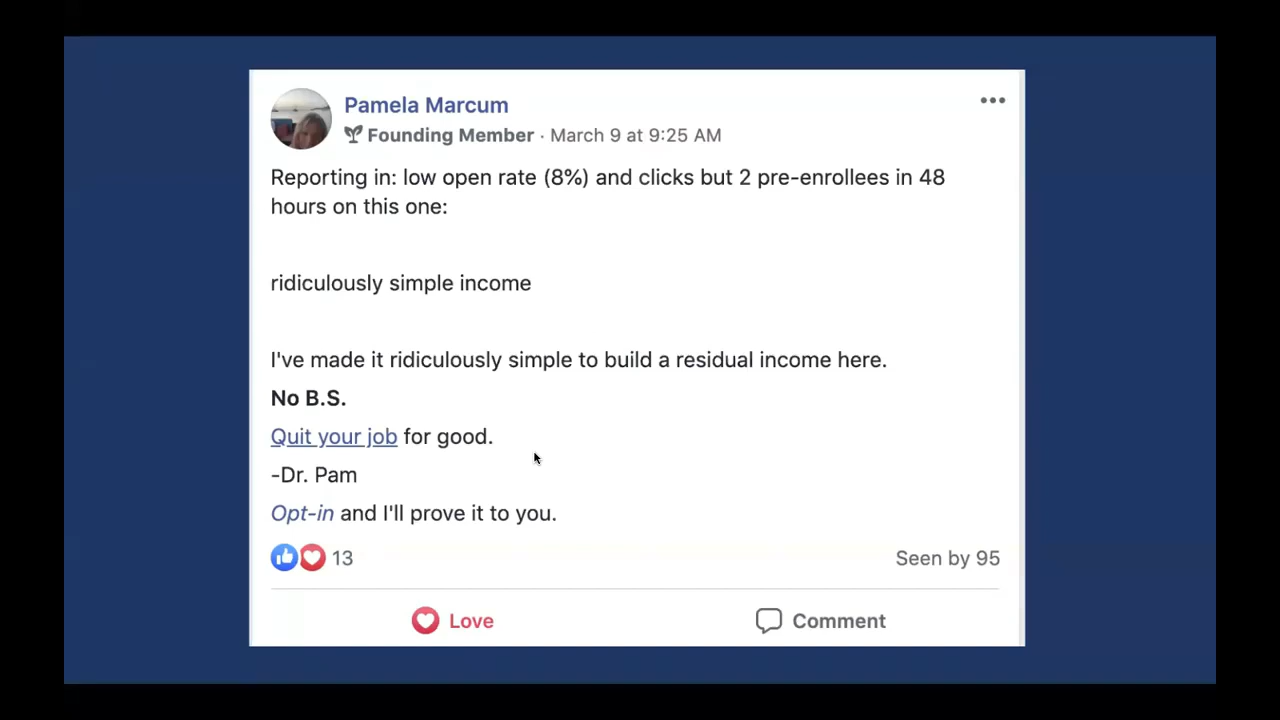 Pamela Marcum
Founding Member · March 9 at 9:25 AM
Reporting in: low open rate (8%) and clicks but 2 pre-enrollees in 48
hours on this one:
ridiculously simple income
I've made it ridiculously simple to build a residual income here.
No B.S.
Quit your job for good.
-Dr. Pam
Opt-in and I'll prove it to you.
13 Seen by 95
Love Comment